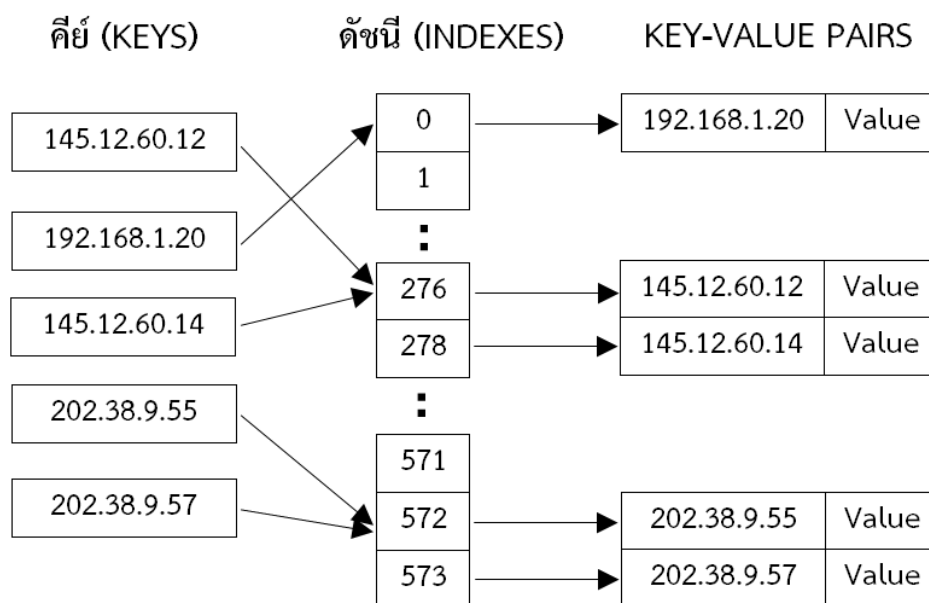 คีย์ (KEYS) ดัชนี (INDEXES) KEY-VALUE PAIRS
145.12.60.12
192.168.1.20
145.12.60.14
202.38.9.55
202.38.9.57
0
1
:
276
278
:
571
572
573
192.168.1.20 Value
145.12.60.12 Value
145.12.60.14 Value
202.38.9.55 Value
202.38.9.57 Value